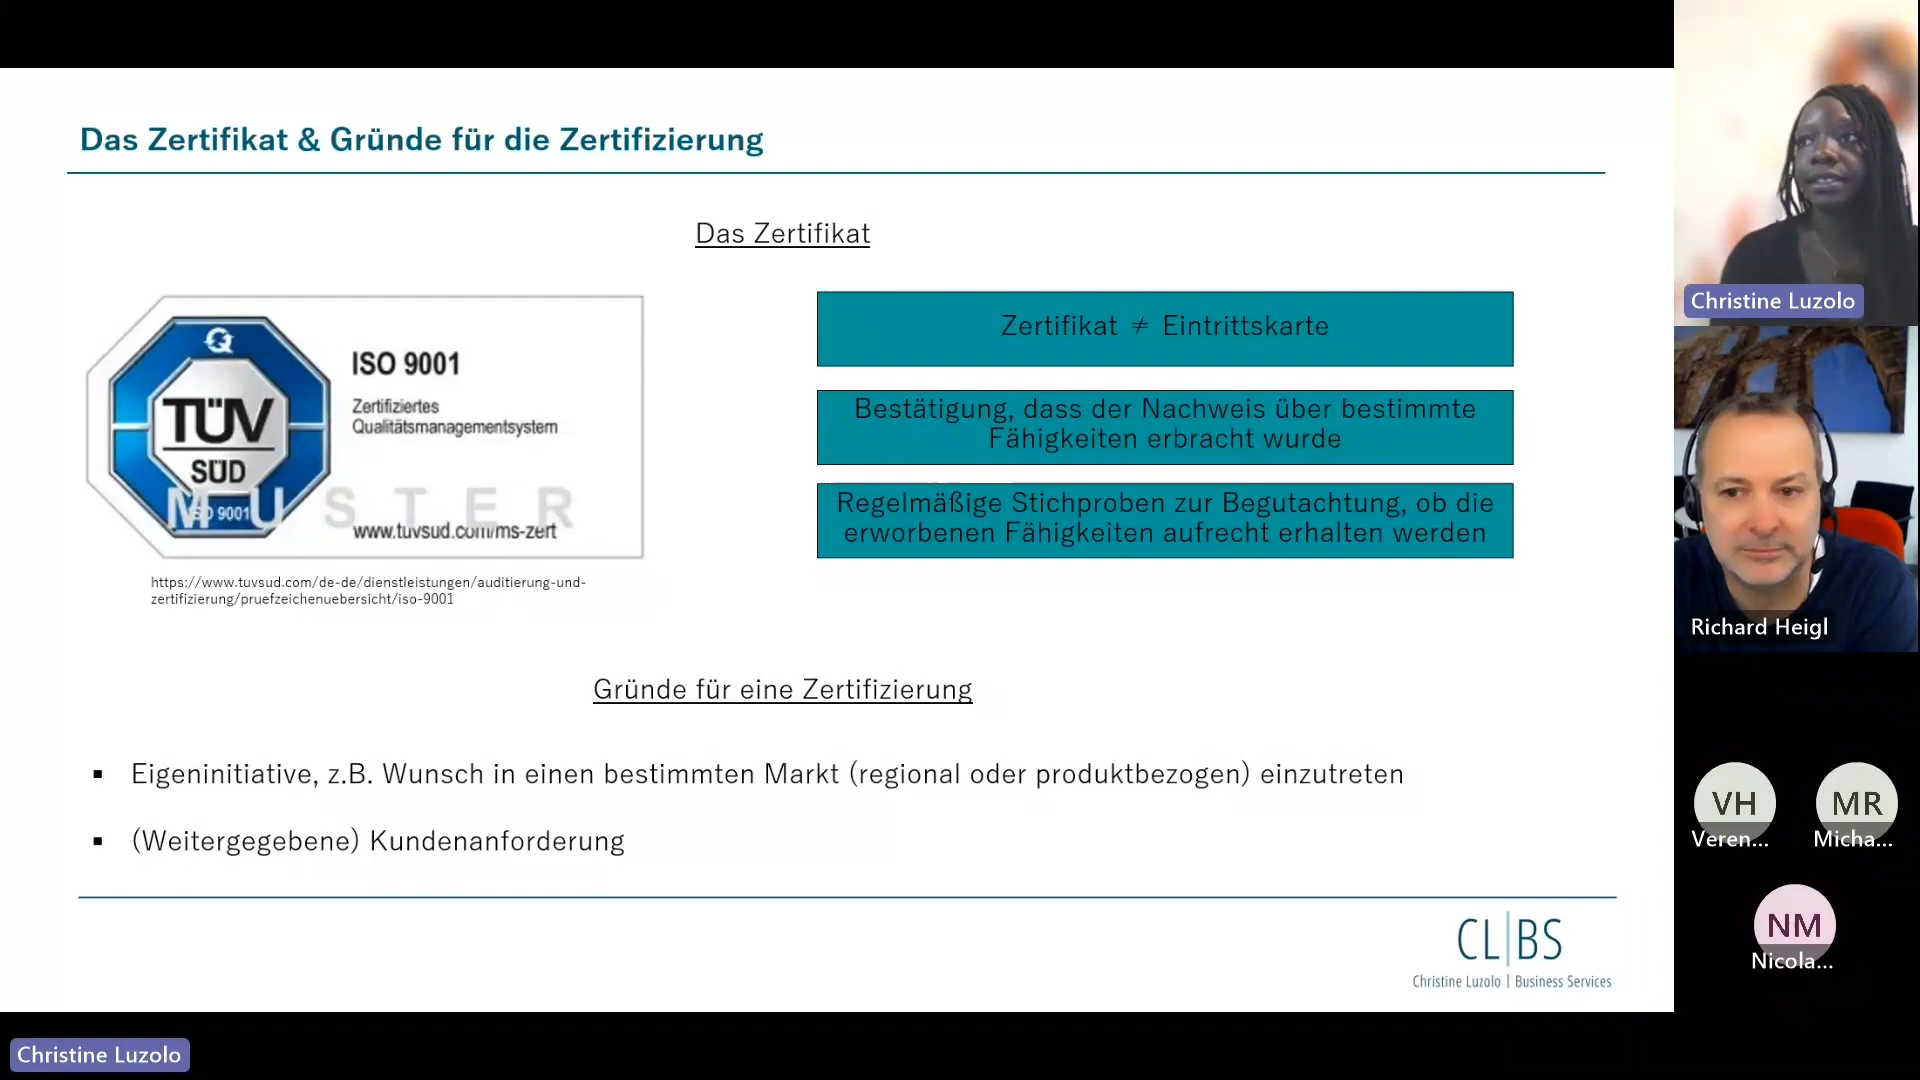 Das Zertifikat & Gründe für die Zertifizierung
Das Zertifikat
TÜV
SÜD
ISO 9001
ISO 9001
Zertifiziertes
Qualitätsmanagementsystem
MUSTER
www.tuvsud.com/ms-zert
https://www.tuvsud.com/de-de/dienstleistungen/auditierung-und-
zertifizierung/pruefzeichenuebersicht/iso-9001
Zertifikat ≠ Eintrittskarte
Bestätigung, dass der Nachweis über bestimmte
Fähigkeiten erbracht wurde
Regelmäßige Stichproben zur Begutachtung, ob die
erworbenen Fähigkeiten aufrecht erhalten werden
Gründe für eine Zertifizierung
▪ Eigeninitiative, z.B. Wunsch in einen bestimmten Markt (regional oder produktbezogen) einzutreten
▪ (Weitergegebene) Kundenanforderung
CL|BS
Christine Luzolo | Business Services
Christine Luzolo
Christine Luzolo
Richard Heigl
VH
Veren...
MR
Micha...
NM
Nicola...